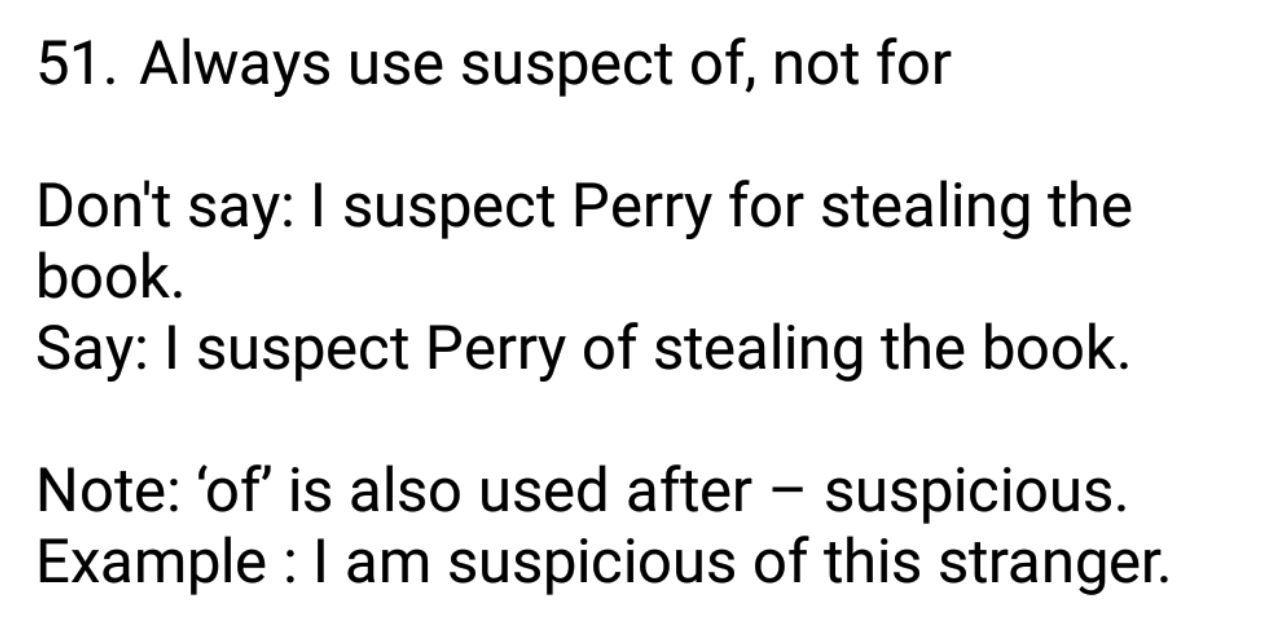 51. Always use suspect of, not for
Don't say: I suspect Perry for stealing the
book.
Say: I suspect Perry of stealing the book.
Note: ‘of’ is also used after – suspicious.
Example : I am suspicious of this stranger.